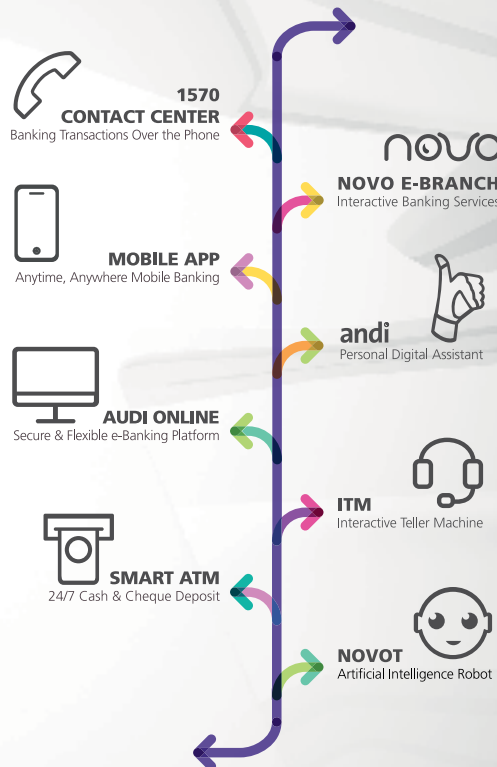 1570
CONTACT CENTER
Banking Transactions Over the Phone
novo
NOVO E-BRANCH
Interactive Banking Services
MOBILE APP
Anytime, Anywhere Mobile Banking
andi
Personal Digital Assistant
AUDI ONLINE
Secure & Flexible e-Banking Platform
ITM
Interactive Teller Machine
SMART ATM
24/7 Cash & Cheque Deposit
NOVOT
Artificial Intelligence Robot